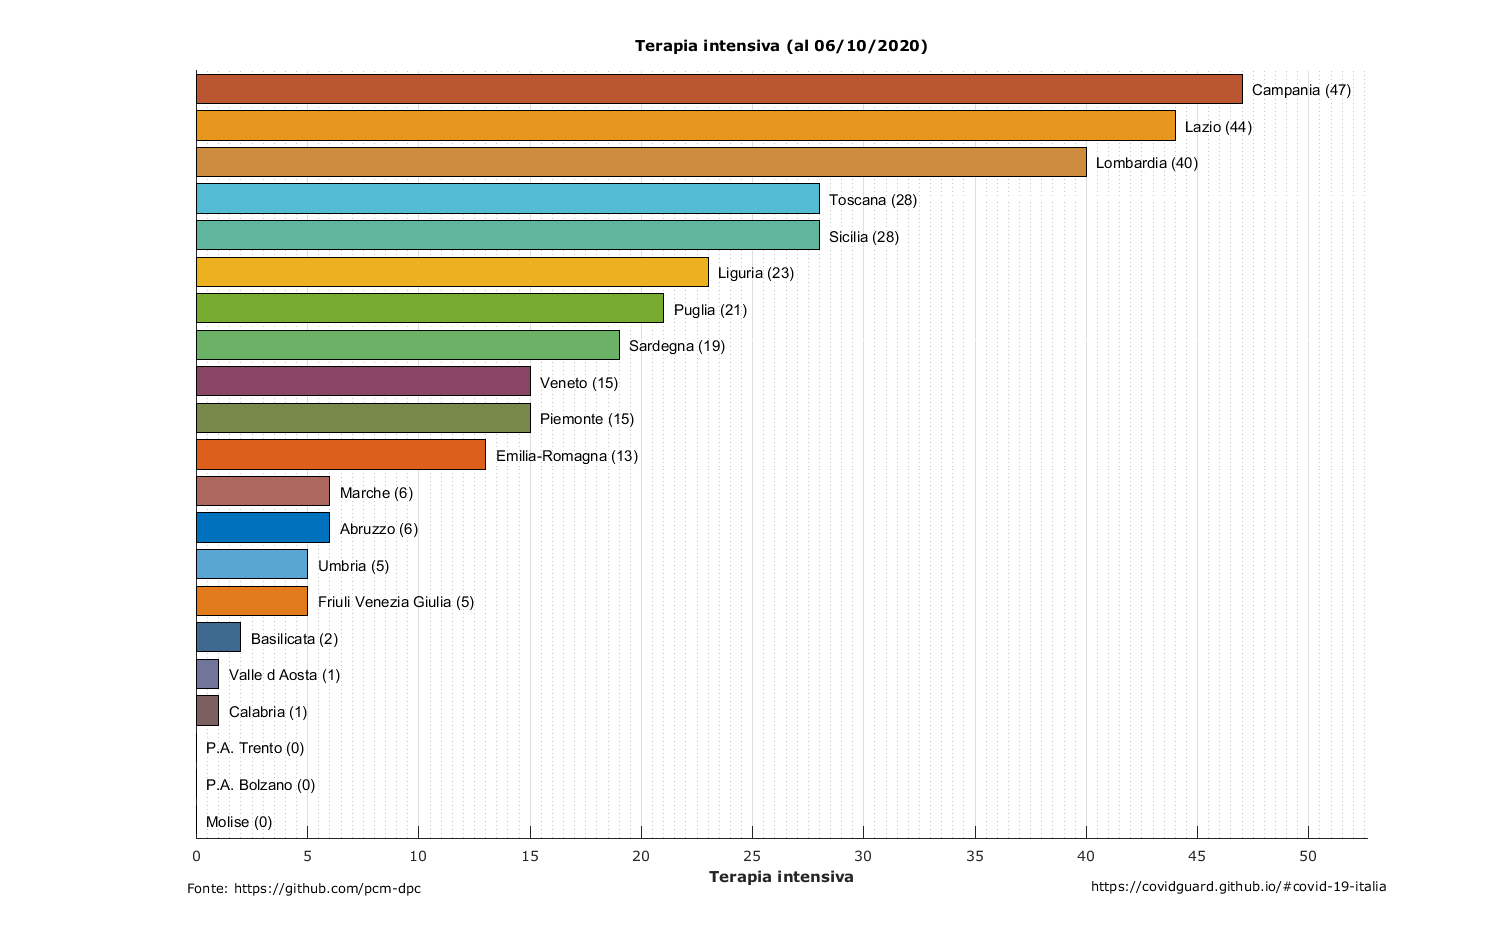 Terapia intensiva (al 06/10/2020)
Campania (47)
Lazio (44)
Lombardia (40)
Toscana (28)
Sicilia (28)
Liguria (23)
Puglia (21)
Sardegna (19)
Veneto (15)
Piemonte (15)
Emilia-Romagna (13)
Marche (6)
Abruzzo (6)
Umbria (5)
Friuli Venezia Giulia (5)
Basilicata (2)
Valle d Aosta (1)
Calabria (1)
P.A. Trento (0)
P.A. Bolzano (0)
Molise (0)
0 5 10 15 20 25 30 35 40 45 50
Terapia intensiva
Fonte: https://github.com/pcm-dpc
https://covidguard.github.io/#covid-19-italia